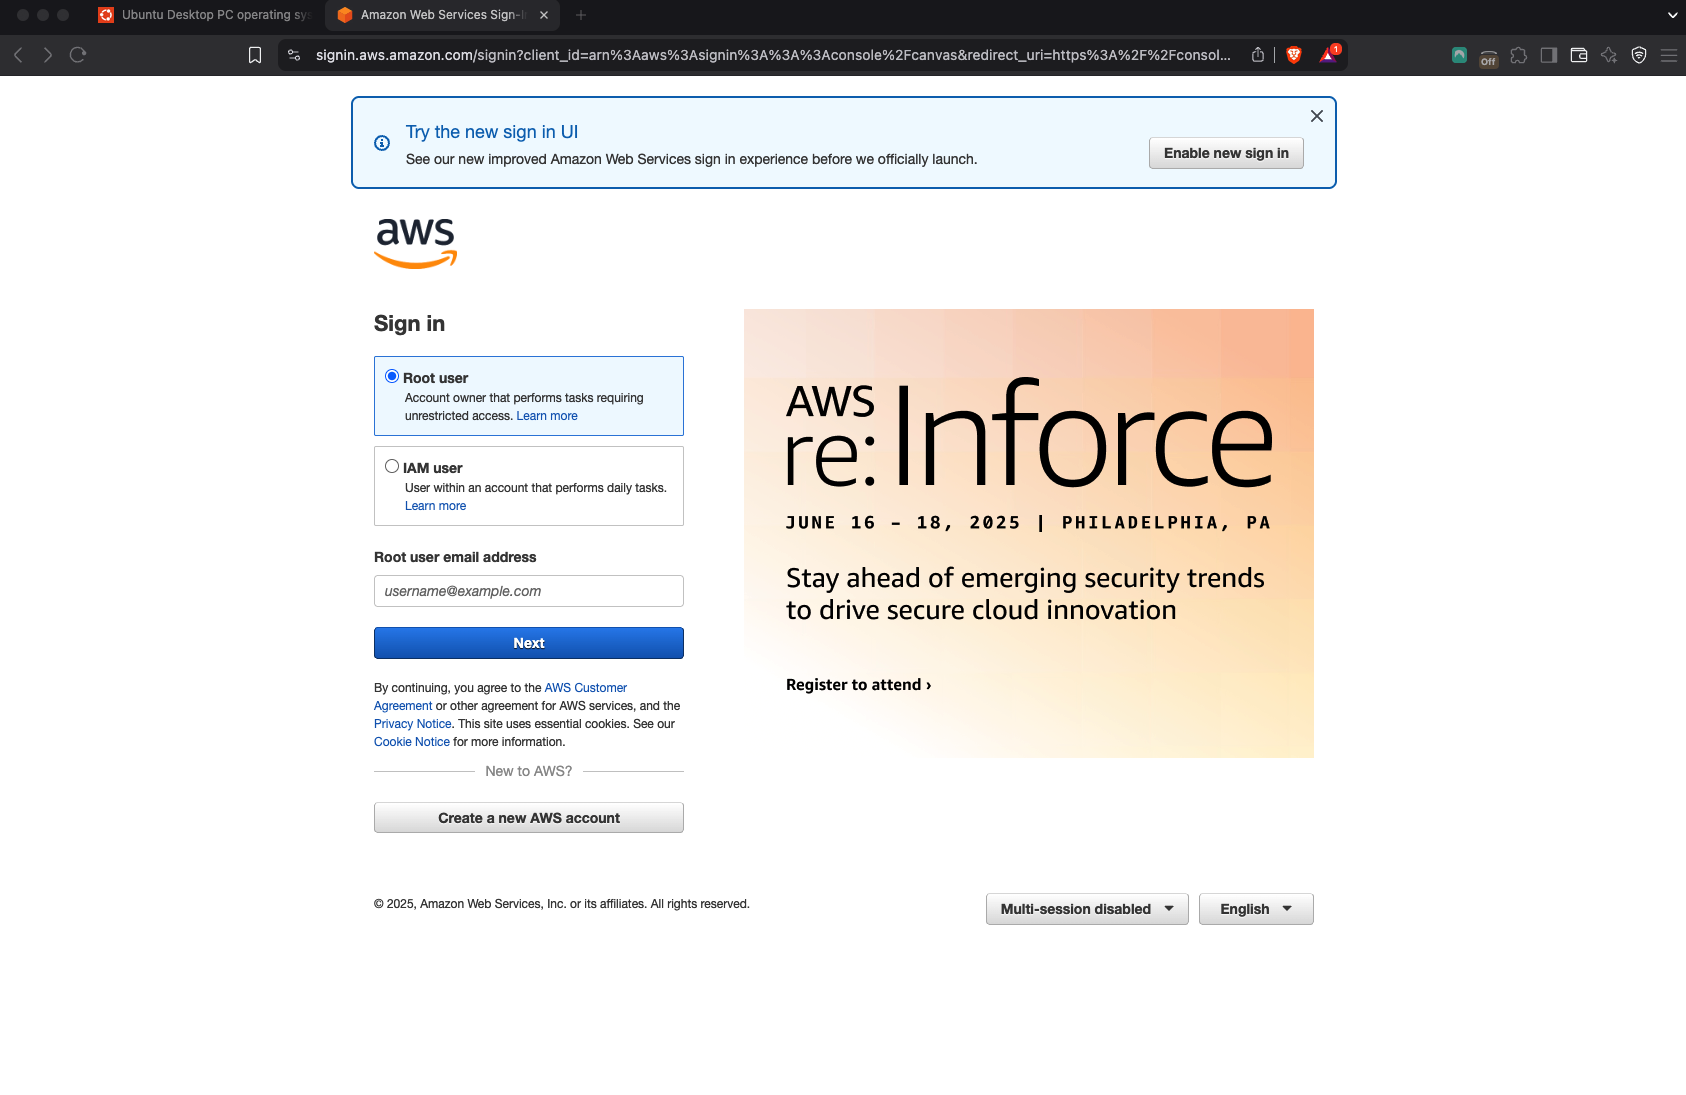 Ubuntu Desktop PC operating sys
Amazon Web Services Sign-I
signin.aws.amazon.com/signin?client_id=arn%3Aaws%3Asignin%3A%3A%3Aconsole%2Fcanvas&redirect_uri=https%3A%2F%2Fconsol...
1
Off
Try the new sign in UI
See our new improved Amazon Web Services sign in experience before we officially launch.
Enable new sign in
aws
Sign in
Root user
Account owner that performs tasks requiring
unrestricted access. Learn more
IAM user
User within an account that performs daily tasks.
Learn more
Root user email address
username@example.com
Next
By continuing, you agree to the AWS Customer
Agreement or other agreement for AWS services, and the
Privacy Notice. This site uses essential cookies. See our
Cookie Notice for more information.
New to AWS?
Create a new AWS account
AWS
re:Inforce
JUNE 16 – 18, 2025 | PHILADELPHIA, PA
Stay ahead of emerging security trends
to drive secure cloud innovation
Register to attend ›
© 2025, Amazon Web Services, Inc. or its affiliates. All rights reserved.
Multi-session disabled
English